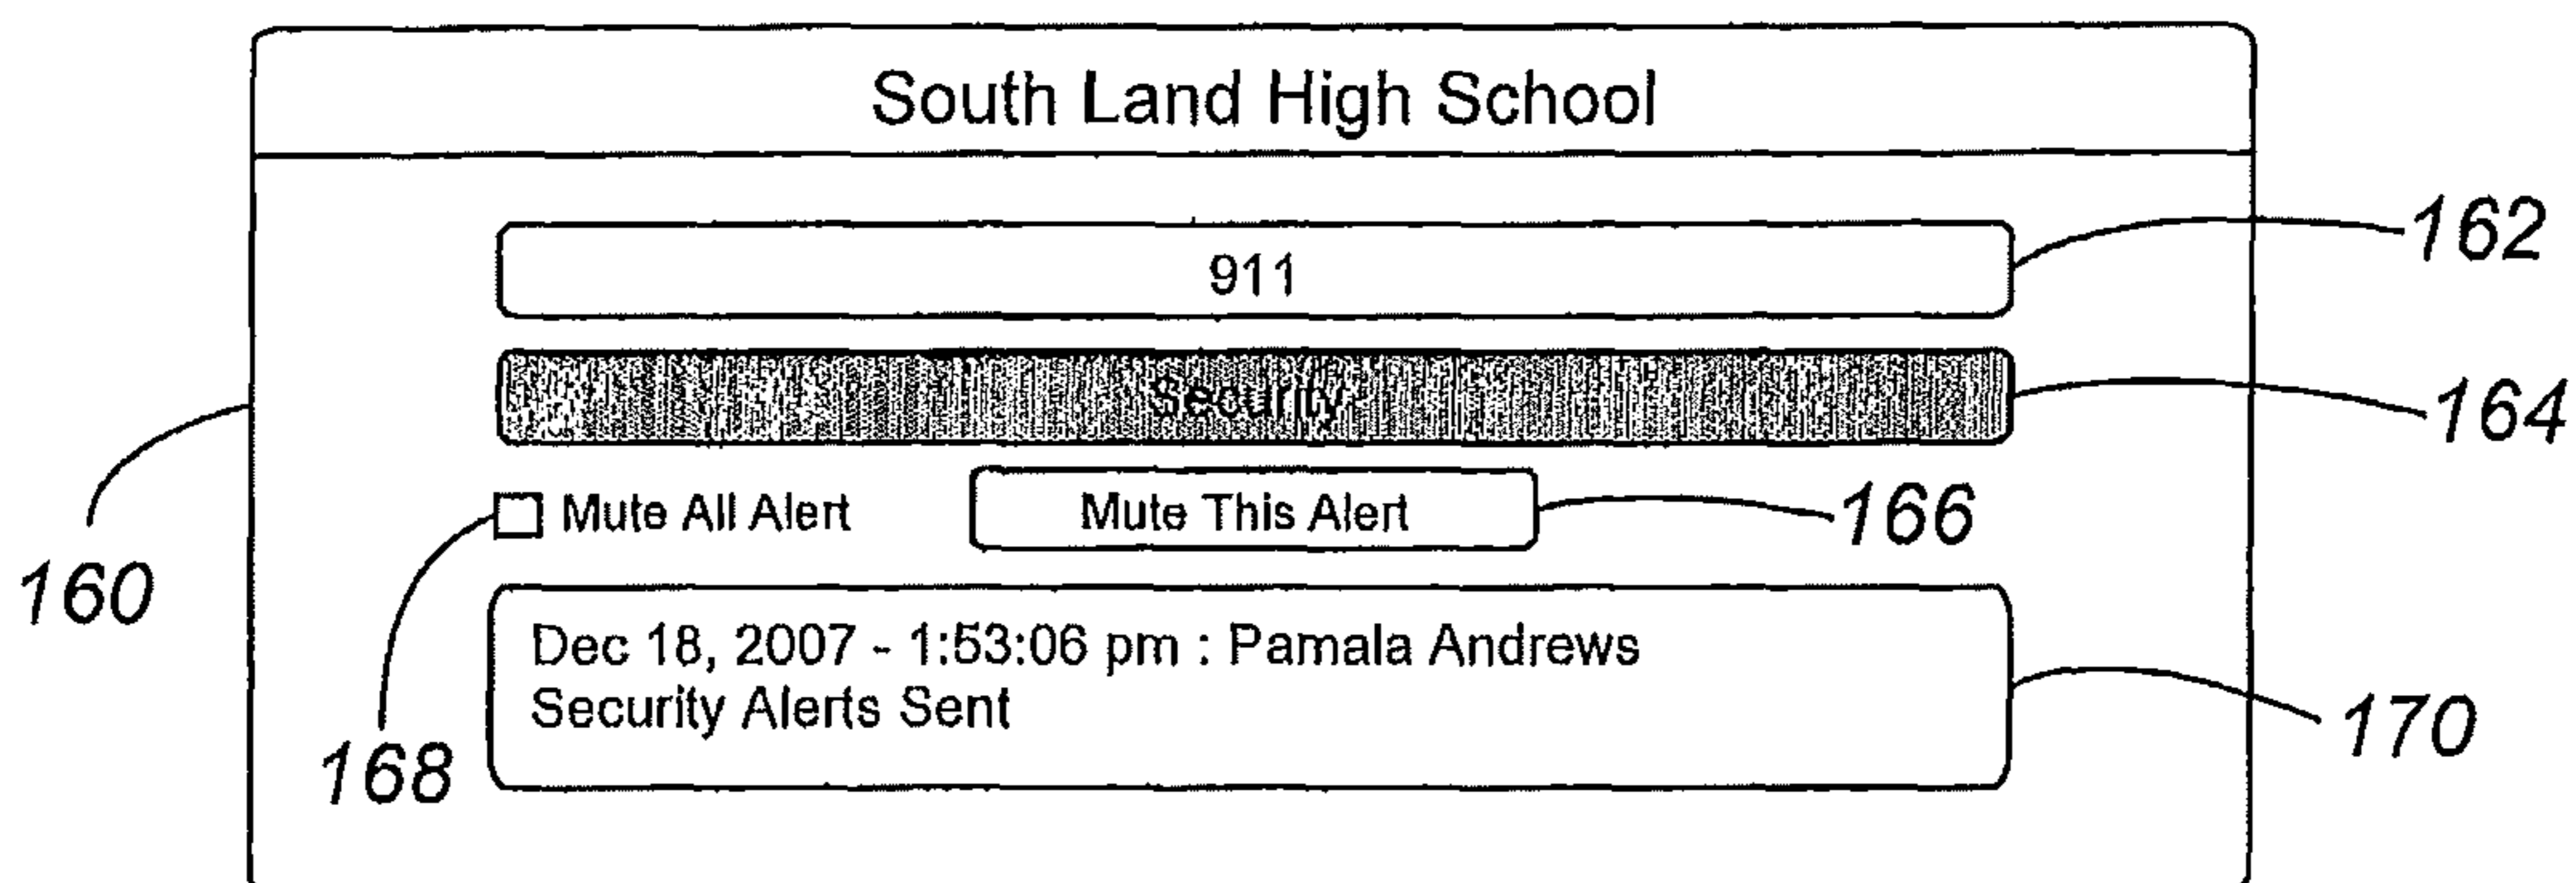 South Land High School
911
162
Security
164
Mute All Alert
Mute This Alert
166
160
168
Dec 18, 2007 - 1:53:06 pm : Pamala Andrews
Security Alerts Sent
170